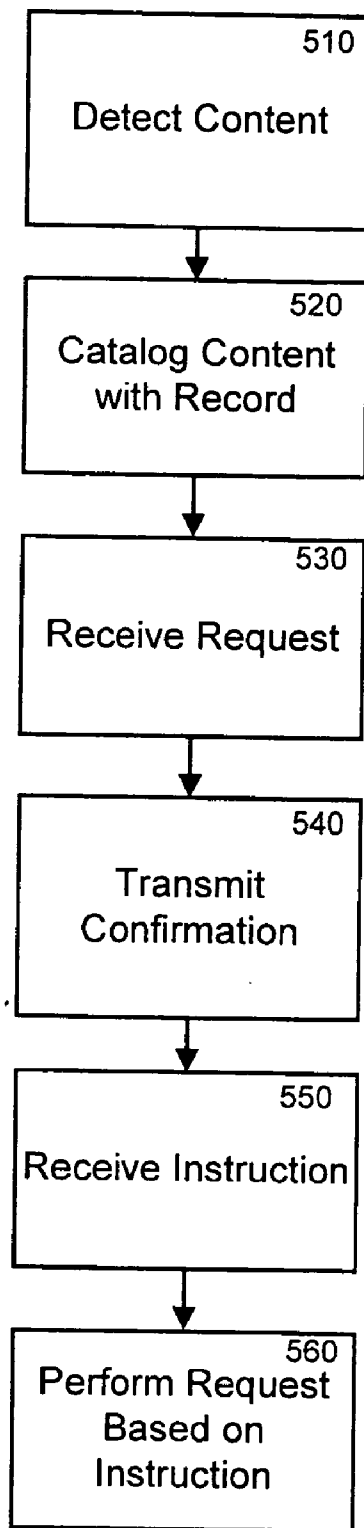 510
Detect Content
520
Catalog Content
with Record
530
Receive Request
540
Transmit
Confirmation
550
Receive Instruction
560
Perform Request
Based on
Instruction